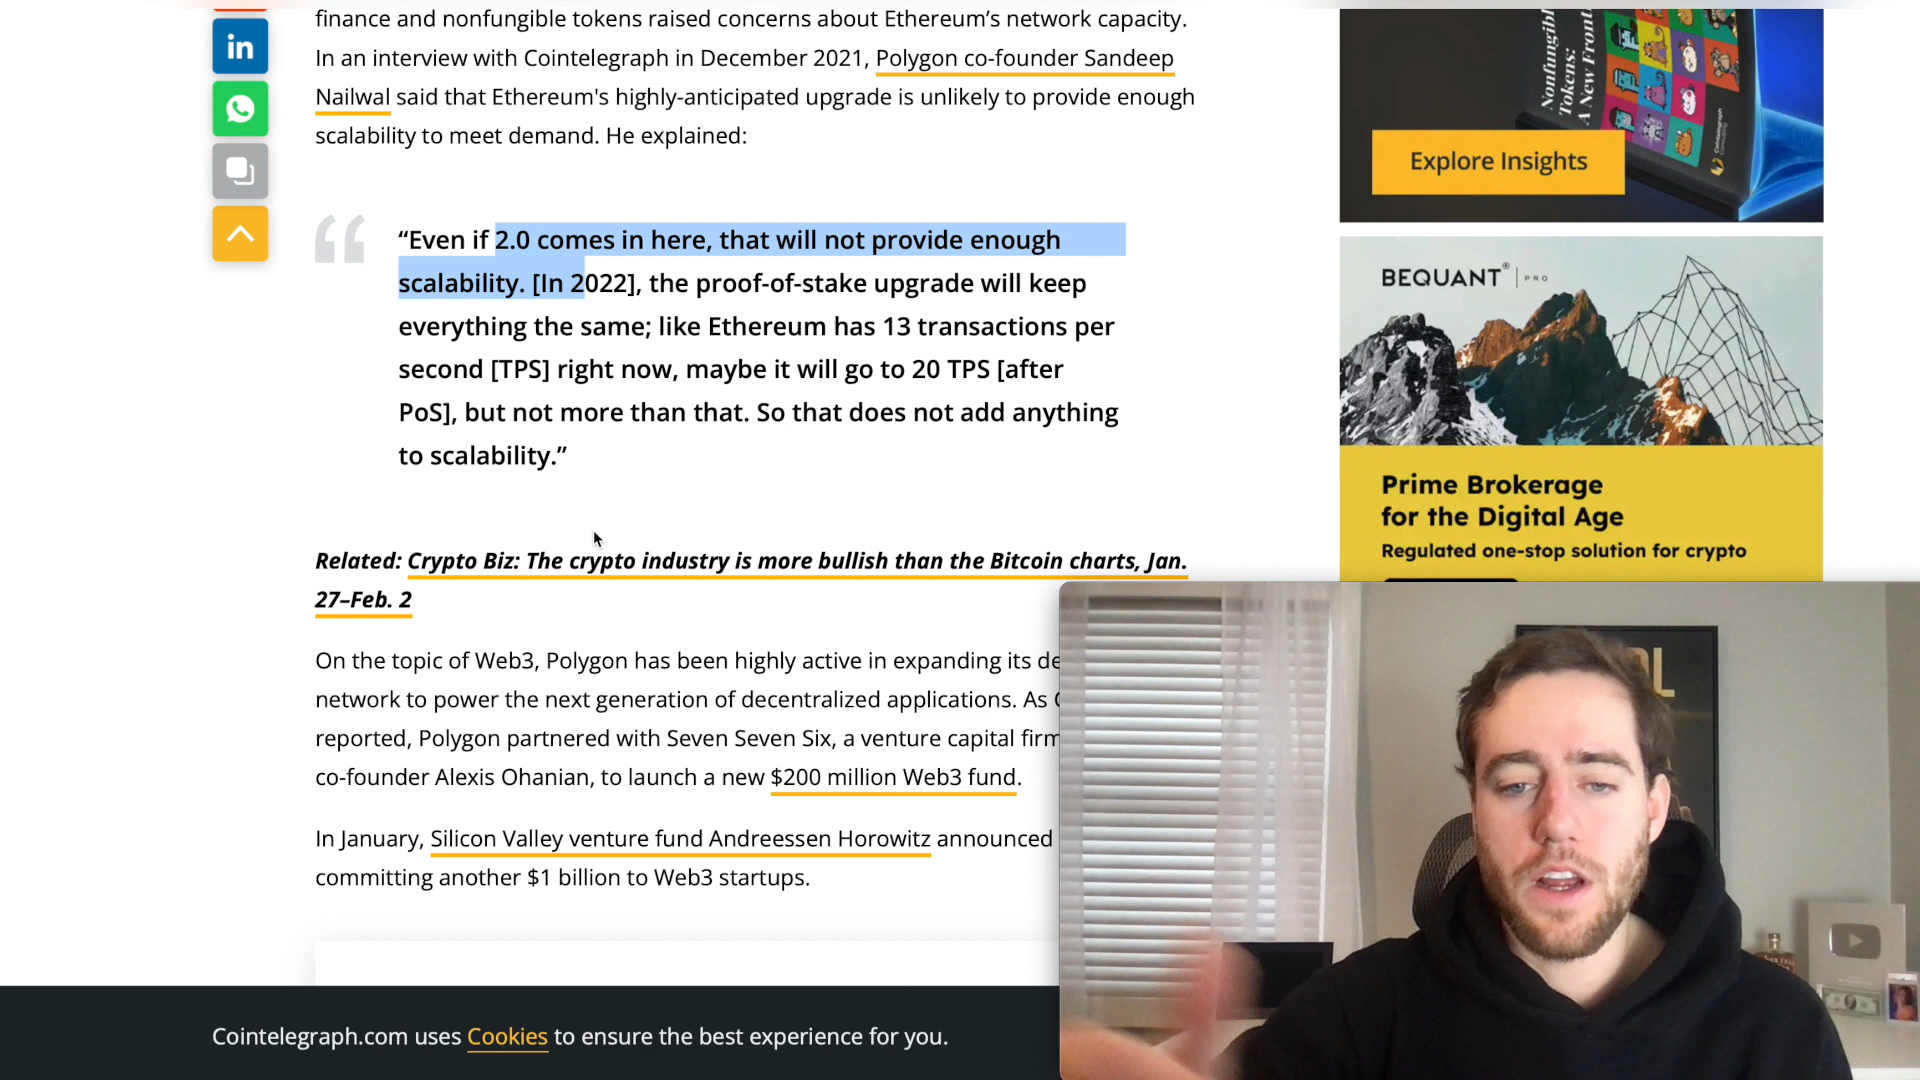 finance and nonfungible tokens raised concerns about Ethereum’s network capacity.
In an interview with Cointelegraph in December 2021, Polygon co-founder Sandeep
Nailwal said that Ethereum's highly-anticipated upgrade is unlikely to provide enough
scalability to meet demand. He explained:
“Even if 2.0 comes in here, that will not provide enough
scalability. [In 2022], the proof-of-stake upgrade will keep
everything the same; like Ethereum has 13 transactions per
second [TPS] right now, maybe it will go to 20 TPS [after
PoS], but not more than that. So that does not add anything
to scalability.”
Related: Crypto Biz: The crypto industry is more bullish than the Bitcoin charts, Jan.
27–Feb. 2
On the topic of Web3, Polygon has been highly active in expanding its
network to power the next generation of decentralized applications. As
reported, Polygon partnered with Seven Seven Six, a venture capital firm
co-founder Alexis Ohanian, to launch a new $200 million Web3 fund.
In January, Silicon Valley venture fund Andreessen Horowitz announced
committing another $1 billion to Web3 startups.
Cointelegraph.com uses Cookies to ensure the best experience for you.
in
Nonfungibl
Tokens:
A New Front
Cointelegraph
Explore Insights
BEQUANT® | PRO
Prime Brokerage
for the Digital Age
Regulated one-stop solution for crypto